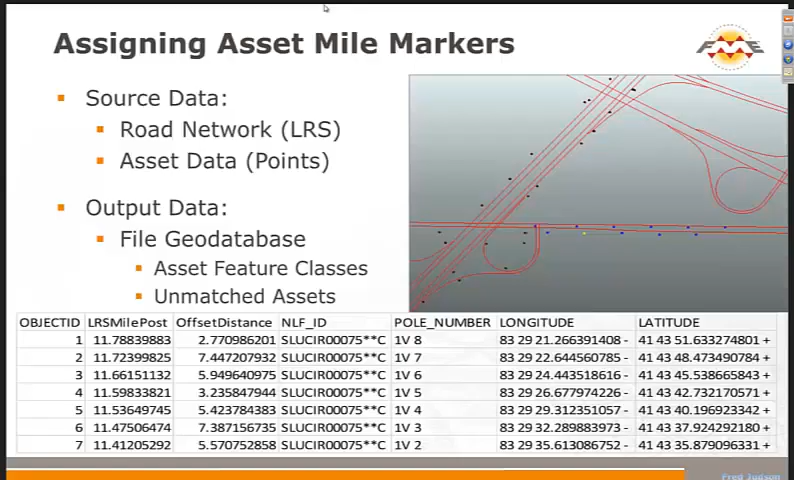 Assigning Asset Mile Markers
FME
Source Data:
Road Network (LRS)
Asset Data (Points)
Output Data:
File Geodatabase
Asset Feature Classes
Unmatched Assets
OBJECTID LRSMilePost OffsetDistance NLF_ID POLE_NUMBER LONGITUDE LATITUDE
1 11.78839883 2.770986201 SLUCIR00075**C 1V 8 83 29 21.266391408 - 41 43 51.633274801 +
2 11.72399825 7.447207932 SLUCIR00075**C 1V 7 83 29 22.644560785 - 41 43 48.473490784 +
3 11.66151132 5.949640975 SLUCIR00075**C 1V 6 83 29 24.443518616 - 41 43 45.538665843 +
4 11.59833821 3.235847944 SLUCIR00075**C 1V 5 83 29 26.677974226 - 41 43 42.732170571 +
5 11.53649745 5.423784383 SLUCIR00075**C 1V 4 83 29 29.312351057 - 41 43 40.196923342 +
6 11.47506474 7.387156735 SLUCIR00075**C 1V 3 83 29 32.289883973 - 41 43 37.924292180 +
7 11.41205292 5.570752858 SLUCIR00075**C 1V 2 83 29 35.613086752 - 41 43 35.879096331 +
Fred Judson